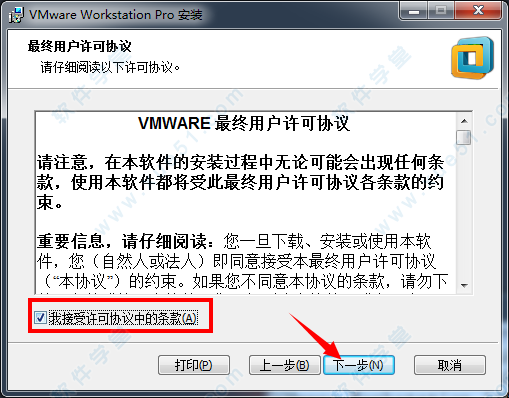 VMware Workstation Pro 安装
最终用户许可协议
请仔细阅读以下许可协议。
VMWARE 最终用户许可协议
请注意，在本软件的安装过程中无论可能会出现任何条
款，使用本软件都将受此最终用户许可协议各条款的约
束。
重要信息，请仔细阅读：您一旦下载、安装或使用本软
件，您（自然人或法人）即同意接受本最终用户许可协议
（“本协议”）的约束。如果您不同意本协议的条款，请勿下
我接受许可协议中的条款(A)
打印(P)
上一步(B)
下一步(N)
取消
软件学堂